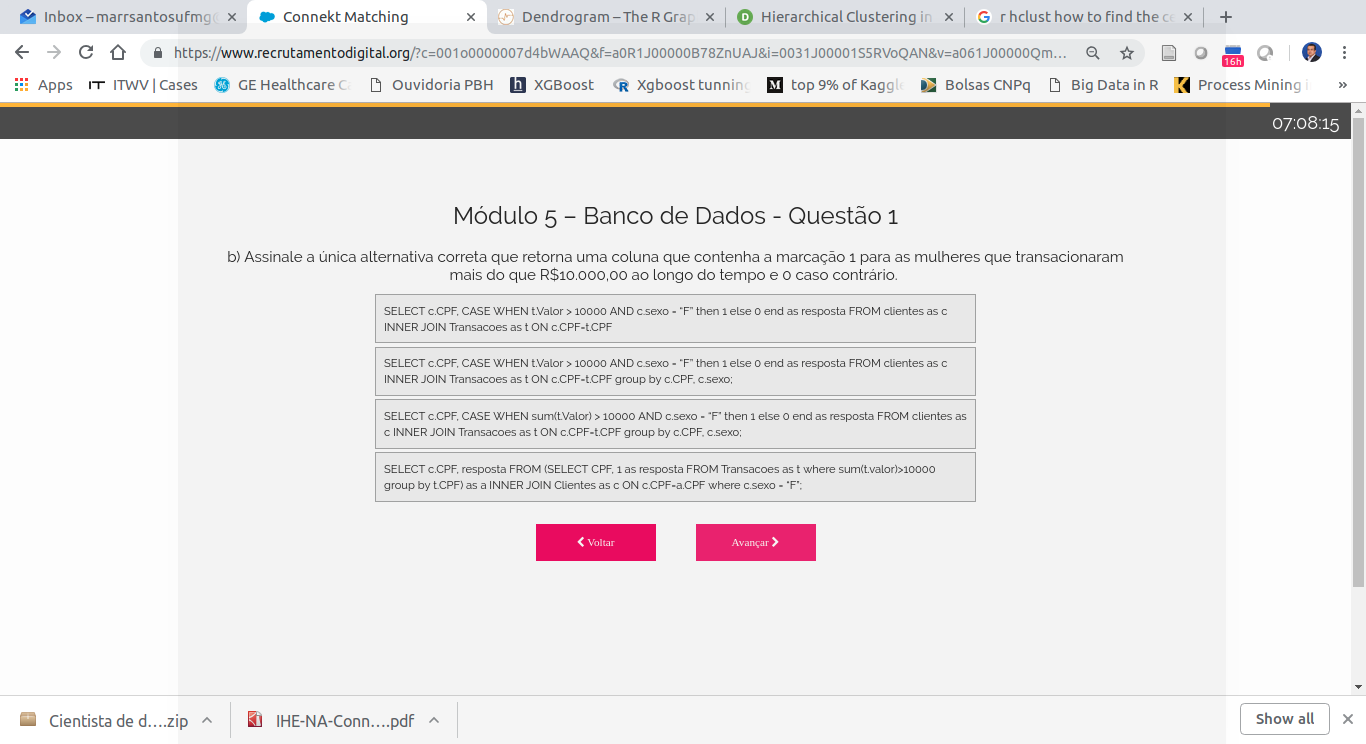 Inbox – marrsantosufmg@
Connekt Matching
Dendrogram – The R Grap
Hierarchical Clustering in
r hclust how to find the ce
https://www.recrutamentodigital.org/?c=001o0000007d4bWAAQ&f=a0R1J00000B78ZnUAJ&i=0031J00001S5RVoQAN&v=a061J00000Qm...
16h
Apps
ITWV | Cases
GE Healthcare C
Ouvidoria PBH
XGBoost
Xgboost tunning
top 9% of Kaggle
Bolsas CNPq
Big Data in R
Process Mining i
»
07:08:15
Módulo 5 – Banco de Dados - Questão 1
b) Assinale a única alternativa correta que retorna uma coluna que contenha a marcação 1 para as mulheres que transacionaram
mais do que R$10.000,00 ao longo do tempo e 0 caso contrário.
SELECT c.CPF, CASE WHEN t.Valor > 10000 AND c.sexo = “F” then 1 else 0 end as resposta FROM clientes as c
INNER JOIN Transacoes as t ON c.CPF=t.CPF
SELECT c.CPF, CASE WHEN t.Valor > 10000 AND c.sexo = “F” then 1 else 0 end as resposta FROM clientes as c
INNER JOIN Transacoes as t ON c.CPF=t.CPF group by c.CPF, c.sexo;
SELECT c.CPF, CASE WHEN sum(t.Valor) > 10000 AND c.sexo = “F” then 1 else 0 end as resposta FROM clientes as
c INNER JOIN Transacoes as t ON c.CPF=t.CPF group by c.CPF, c.sexo;
SELECT c.CPF, resposta FROM (SELECT CPF, 1 as resposta FROM Transacoes as t where sum(t.valor)>10000
group by t.CPF) as a INNER JOIN Clientes as c ON c.CPF=a.CPF where c.sexo = “F”;
Voltar
Avançar
Cientista de d....zip
IHE-NA-Conn....pdf
Show all